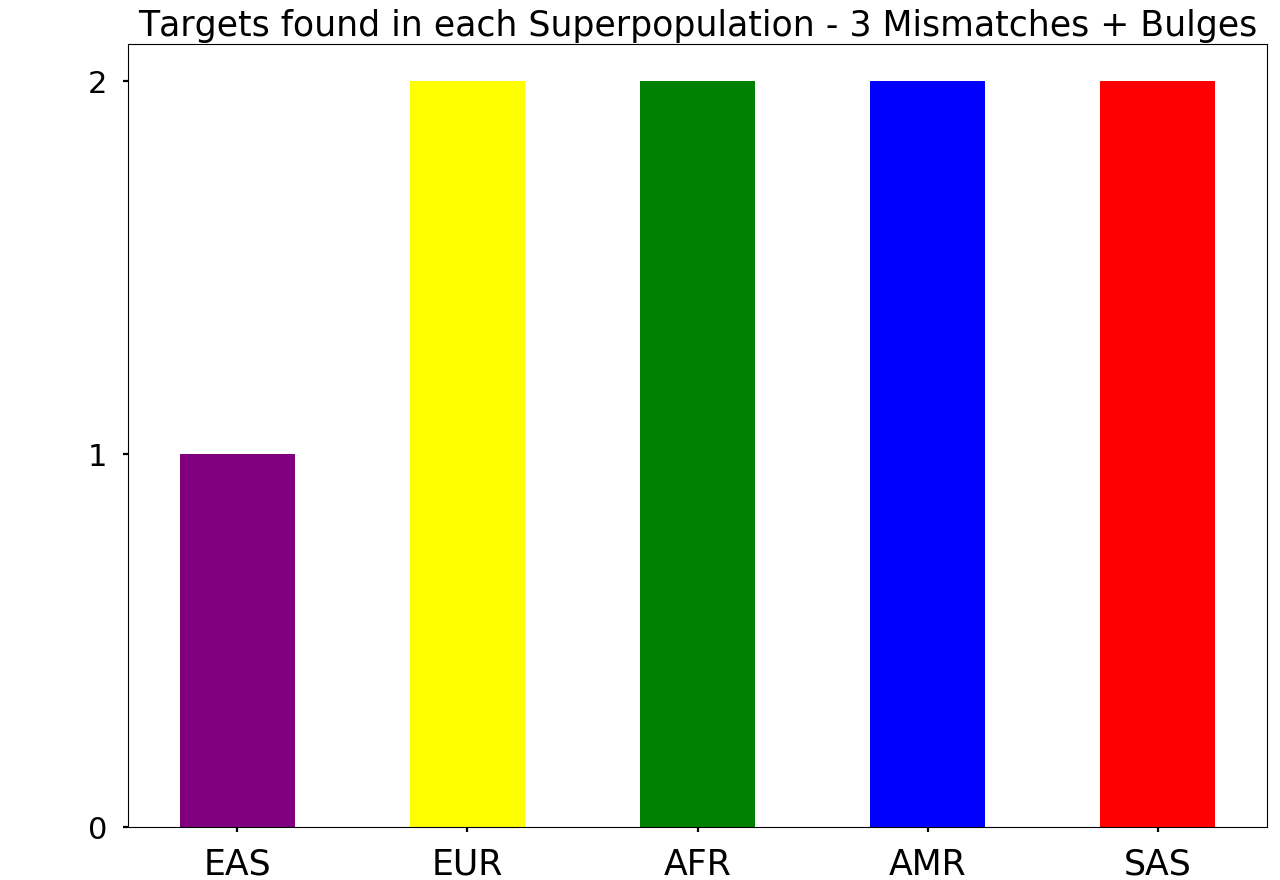 Targets found in each Superpopulation - 3 Mismatches + Bulges
2
1
0
EAS EUR AFR AMR SAS